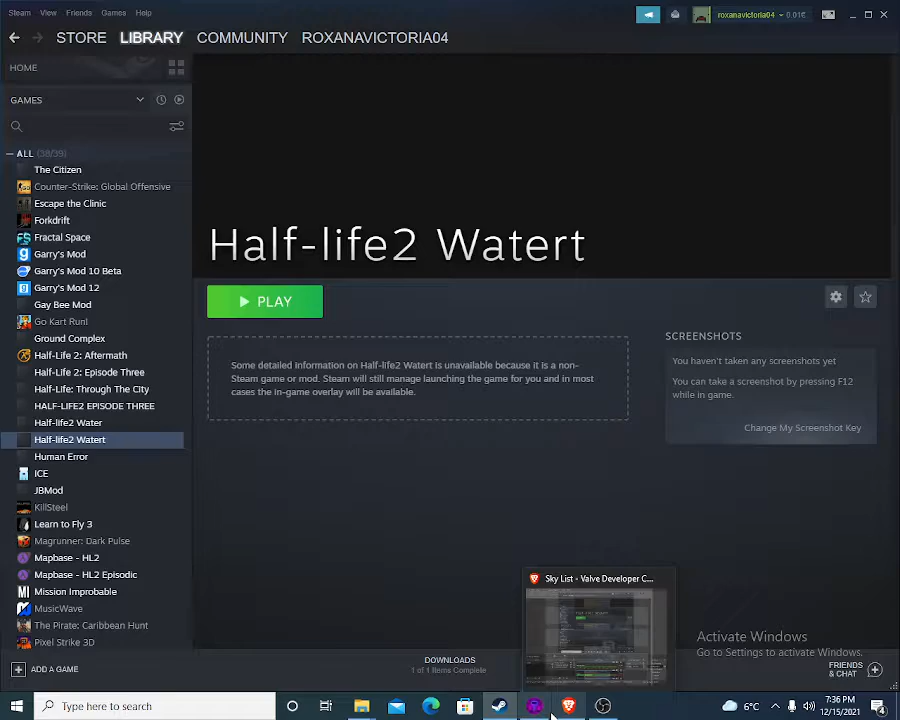 Steam View Friends Games Help
roxanavictoria04 0.01€
STORE LIBRARY COMMUNITY ROXANAVICTORIA04
HOME
GAMES
ALL (38/39)
The Citizen
Counter-Strike: Global Offensive
Escape the Clinic
Forkdrift
Fractal Space
Garry's Mod
Garry's Mod 10 Beta
Garry's Mod 12
Gay Bee Mod
Go Kart Run!
Ground Complex
Half-Life 2: Aftermath
Half-Life 2: Episode Three
Half-Life: Through The City
HALF-LIFE2 EPISODE THREE
Half-life2 Water
Half-life2 Watert
Human Error
ICE
JBMod
KillSteel
Learn to Fly 3
Magrunner: Dark Pulse
Mapbase - HL2
Mapbase - HL2 Episodic
Mission Improbable
MusicWave
The Pirate: Caribbean Hunt
Pixel Strike 3D
ADD A GAME
Half-life2 Watert
PLAY
Some detailed information on Half-life2 Watert is unavailable because it is a non-
Steam game or mod. Steam will still manage launching the game for you and in most
cases the in-game overlay will be available.
SCREENSHOTS
You haven't taken any screenshots yet
You can take a screenshot by pressing F12
while in game.
Change My Screenshot Key
Sky List - Valve Developer C...
Activate Windows
Go to Settings to activate Windows.
DOWNLOADS
1 of 1 Items Complete
FRIENDS
& CHAT
Type here to search
6°C
7:36 PM
12/15/2021
4